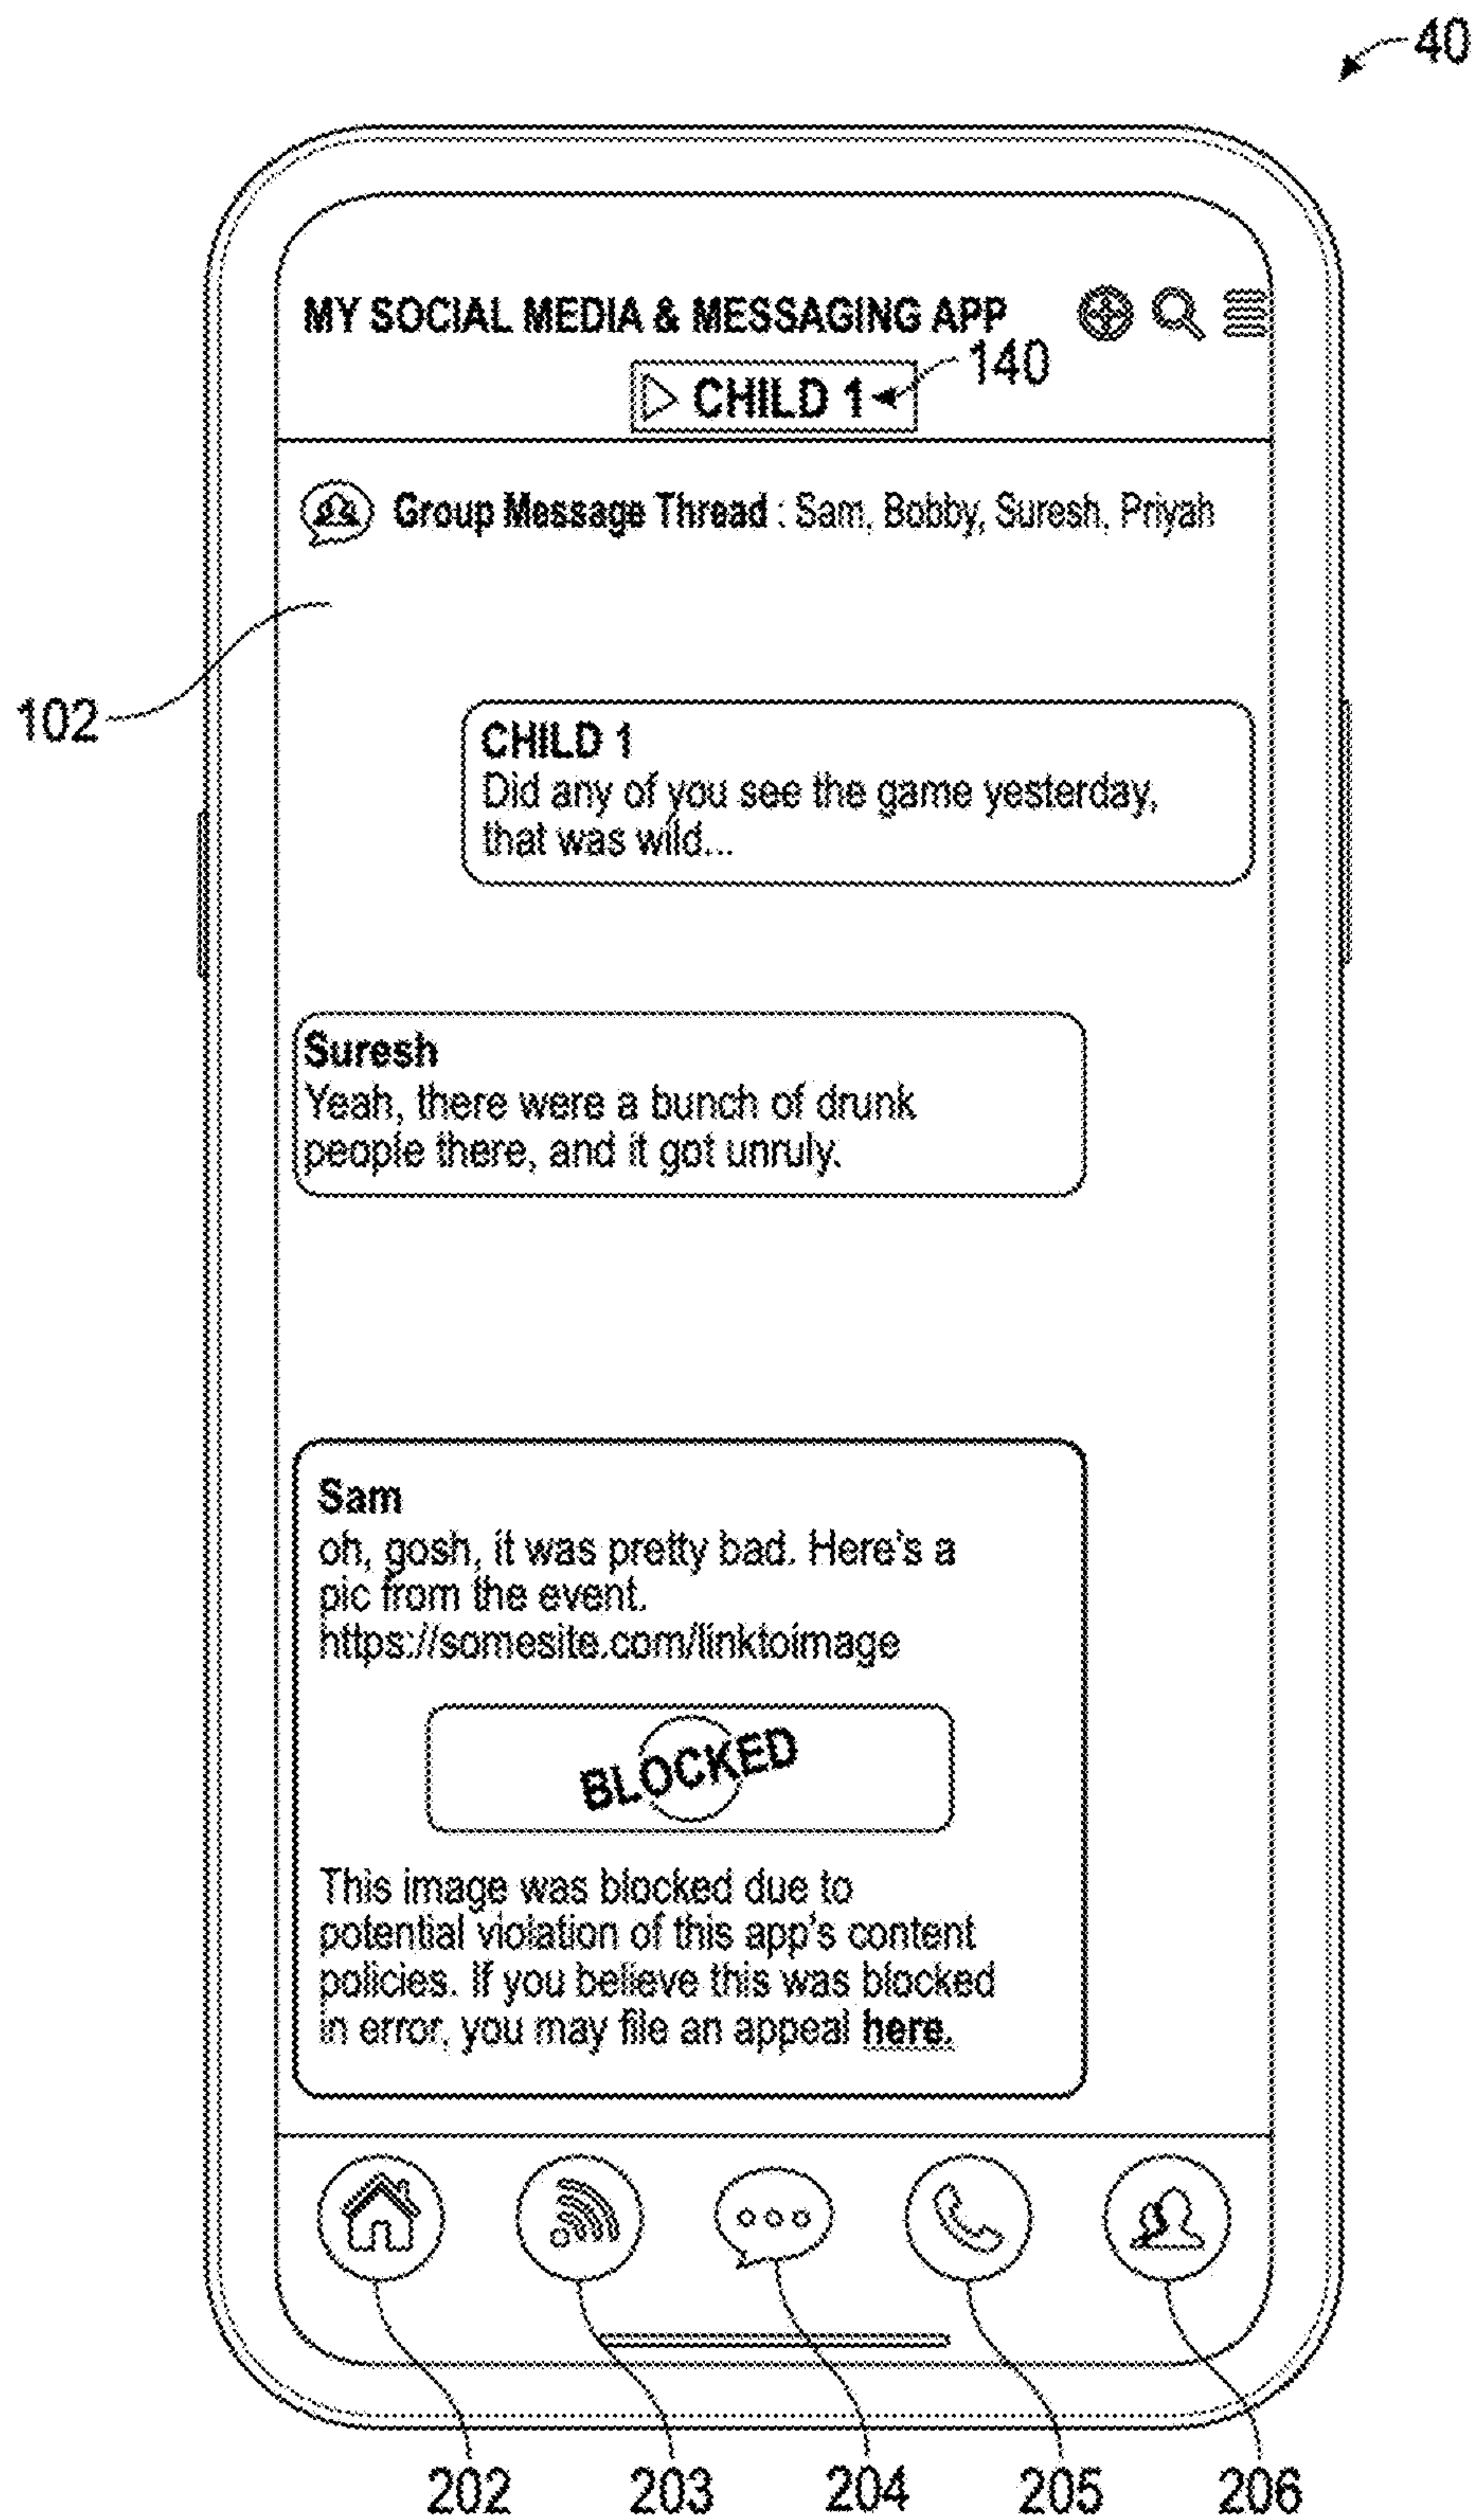 40
MY SOCIAL MEDIA & MESSAGING APP
140
CHILD 1
Group Message Thread : Sam, Bobby, Suresh, Priyah
102
CHILD 1
Did any of you see the game yesterday,
that was wild...
Suresh
Yeah, there were a bunch of drunk
people there, and it got unruly.
Sam
oh, gosh, it was pretty bad. Here's a
pic from the event.
https://somesite.com/linktoimage
BLOCKED
This image was blocked due to
potential violation of this app's content
policies. If you believe this was blocked
in error, you may file an appeal here.
202 203 204 205 206